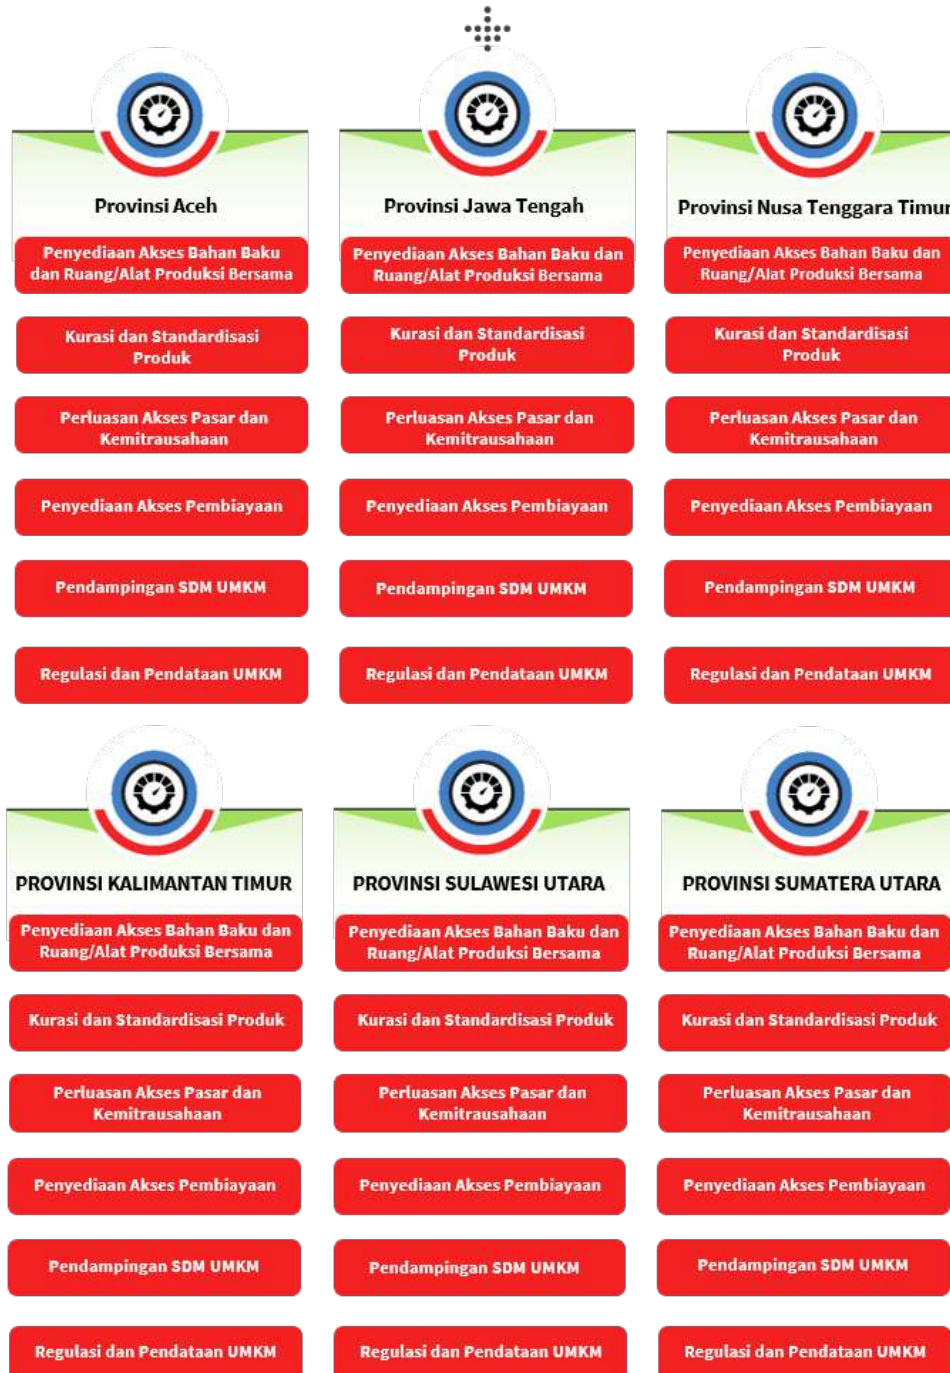 Provinsi Aceh
Penyediaan Akses Bahan Baku
dan Ruang/Alat Produksi Bersama
Kurasi dan Standardisasi
Produk
Perluasan Akses Pasar dan
Kemitrausahaan
Penyediaan Akses Pembiayaan
Pendampingan SDM UMKM
Regulasi dan Pendataan UMKM
Provinsi Jawa Tengah
Penyediaan Akses Bahan Baku dan
Ruang/Alat Produksi Bersama
Kurasi dan Standardisasi
Produk
Perluasan Akses Pasar dan
Kemitrausahaan
Penyediaan Akses Pembiayaan
Pendampingan SDM UMKM
Regulasi dan Pendataan UMKM
Provinsi Nusa Tenggara Timur
Penyediaan Akses Bahan Baku dan
Ruang/Alat Produksi Bersama
Kurasi dan Standardisasi
Produk
Perluasan Akses Pasar dan
Kemitrausahaan
Penyediaan Akses Pembiayaan
Pendampingan SDM UMKM
Regulasi dan Pendataan UMKM
PROVINSI KALIMANTAN TIMUR
Penyediaan Akses Bahan Baku dan
Ruang/Alat Produksi Bersama
Kurasi dan Standardisasi Produk
Perluasan Akses Pasar dan
Kemitrausahaan
Penyediaan Akses Pembiayaan
Pendampingan SDM UMKM
Regulasi dan Pendataan UMKM
PROVINSI SULAWESI UTARA
Penyediaan Akses Bahan Baku dan
Ruang/Alat Produksi Bersama
Kurasi dan Standardisasi Produk
Perluasan Akses Pasar dan
Kemitrausahaan
Penyediaan Akses Pembiayaan
Pendampingan SDM UMKM
Regulasi dan Pendataan UMKM
PROVINSI SUMATERA UTARA
Penyediaan Akses Bahan Baku dan
Ruang/Alat Produksi Bersama
Kurasi dan Standardisasi Produk
Perluasan Akses Pasar dan
Kemitrausahaan
Penyediaan Akses Pembiayaan
Pendampingan SDM UMKM
Regulasi dan Pendataan UMKM